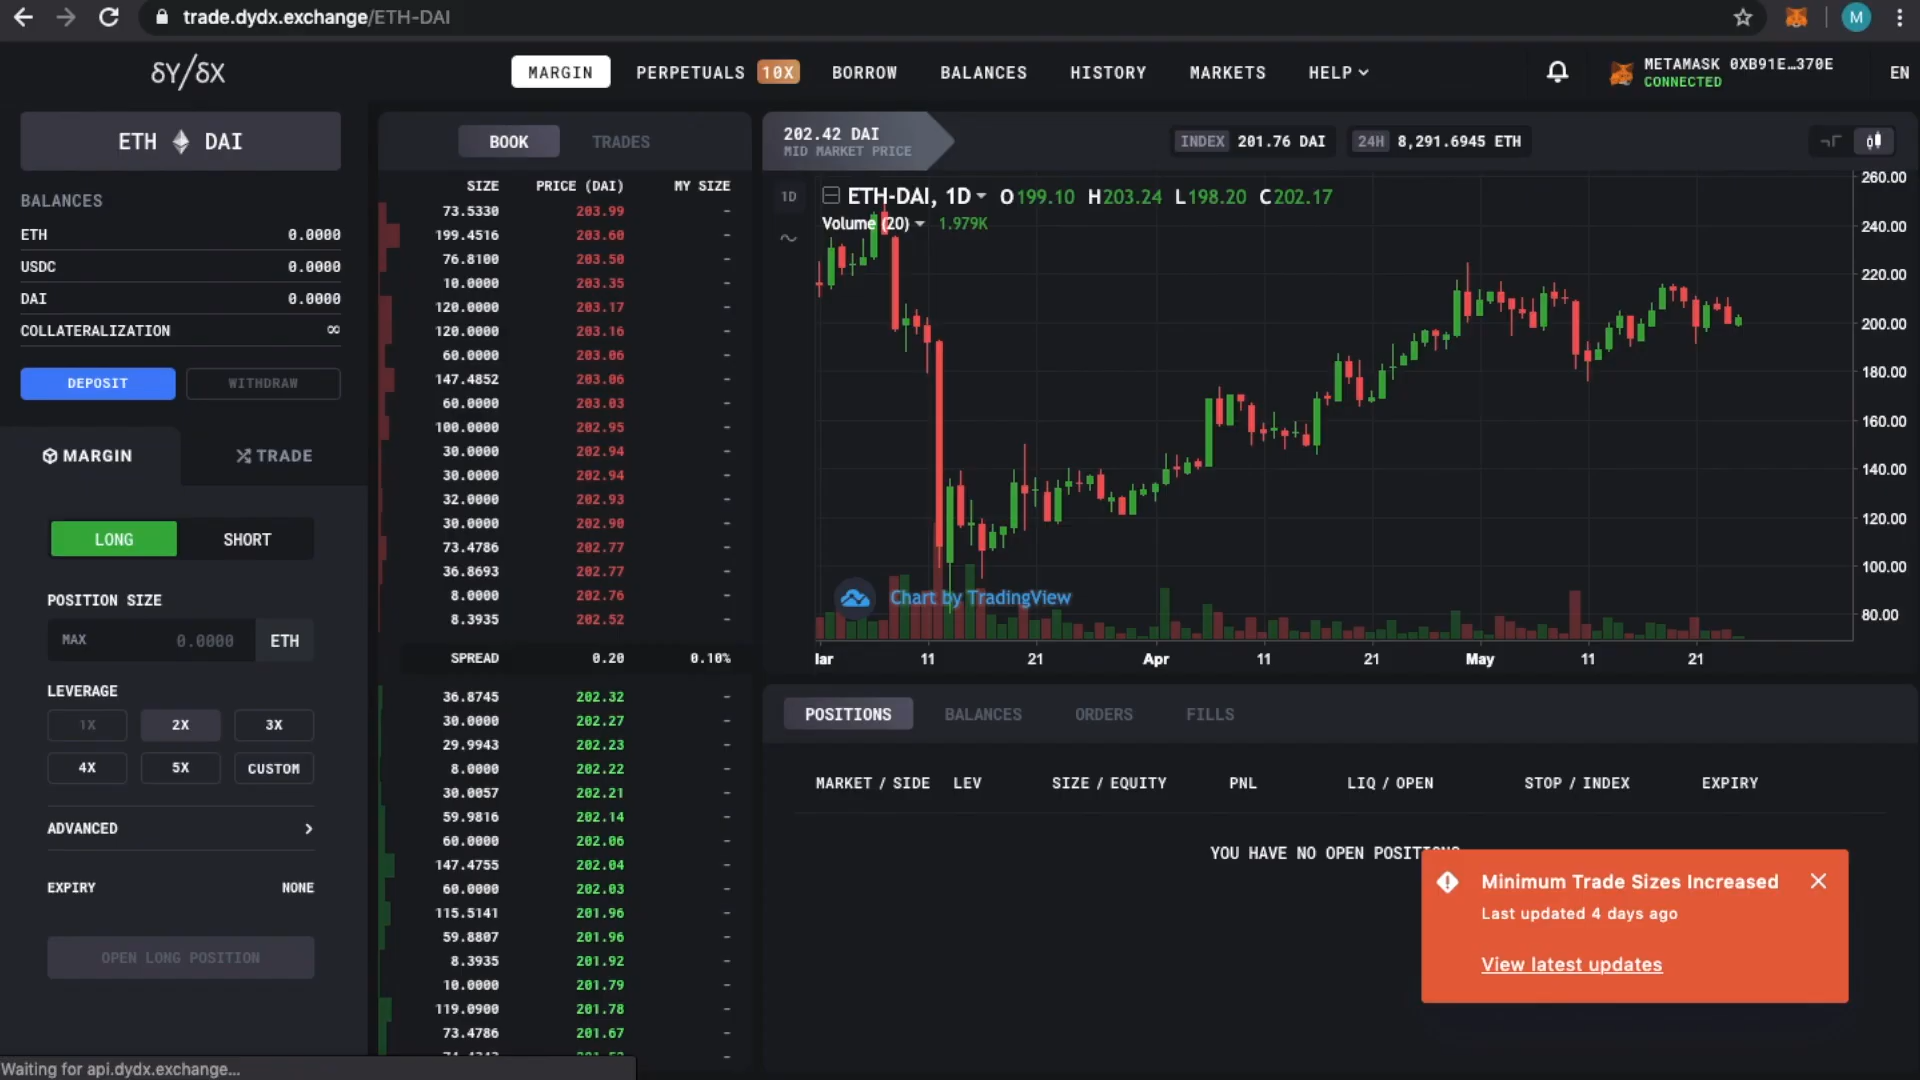 trade.dydx.exchange/ETH-DAI
M
δY/δX
MARGIN
PERPETUALS 10X
BORROW
BALANCES
HISTORY
MARKETS
HELP
METAMASK 0XB91E…370E
CONNECTED
EN
ETH DAI
BALANCES
ETH 0.0000
USDC 0.0000
DAI 0.0000
COLLATERALIZATION ∞
DEPOSIT
WITHDRAW
MARGIN
TRADE
LONG
SHORT
POSITION SIZE
MAX 0.0000 ETH
LEVERAGE
1X 2X 3X
4X 5X CUSTOM
ADVANCED
EXPIRY NONE
OPEN LONG POSITION
BOOK TRADES
SIZE PRICE (DAI) MY SIZE
73.5330 203.99 -
199.4516 203.60 -
76.8100 203.50 -
10.0000 203.35 -
120.0000 203.17 -
120.0000 203.16 -
60.0000 203.06 -
147.4852 203.06 -
60.0000 203.03 -
100.0000 202.95 -
30.0000 202.94 -
30.0000 202.94 -
32.0000 202.93 -
30.0000 202.90 -
73.4786 202.77 -
36.8693 202.77 -
8.0000 202.76 -
8.3935 202.52 -
SPREAD 0.20 0.10%
36.8745 202.32 -
30.0000 202.27 -
29.9943 202.23 -
8.0000 202.22 -
30.0057 202.21 -
59.9816 202.14 -
60.0000 202.06 -
147.4755 202.04 -
60.0000 202.03 -
115.5141 201.96 -
59.8807 201.96 -
8.3935 201.92 -
10.0000 201.79 -
119.0900 201.78 -
73.4786 201.67 -
202.42 DAI
MID MARKET PRICE
INDEX 201.76 DAI
24H 8,291.6945 ETH
1D
ETH-DAI, 1D O199.10 H203.24 L198.20 C202.17
Volume (20) 1.979K
260.00
240.00
220.00
200.00
180.00
160.00
140.00
120.00
100.00
80.00
Chart by TradingView
lar 11 21 Apr 11 21 May 11 21
POSITIONS BALANCES ORDERS FILLS
MARKET / SIDE LEV SIZE / EQUITY PNL LIQ / OPEN STOP / INDEX EXPIRY
YOU HAVE NO OPEN POSITIONS
Minimum Trade Sizes Increased
Last updated 4 days ago
View latest updates
Waiting for api.dydx.exchange...